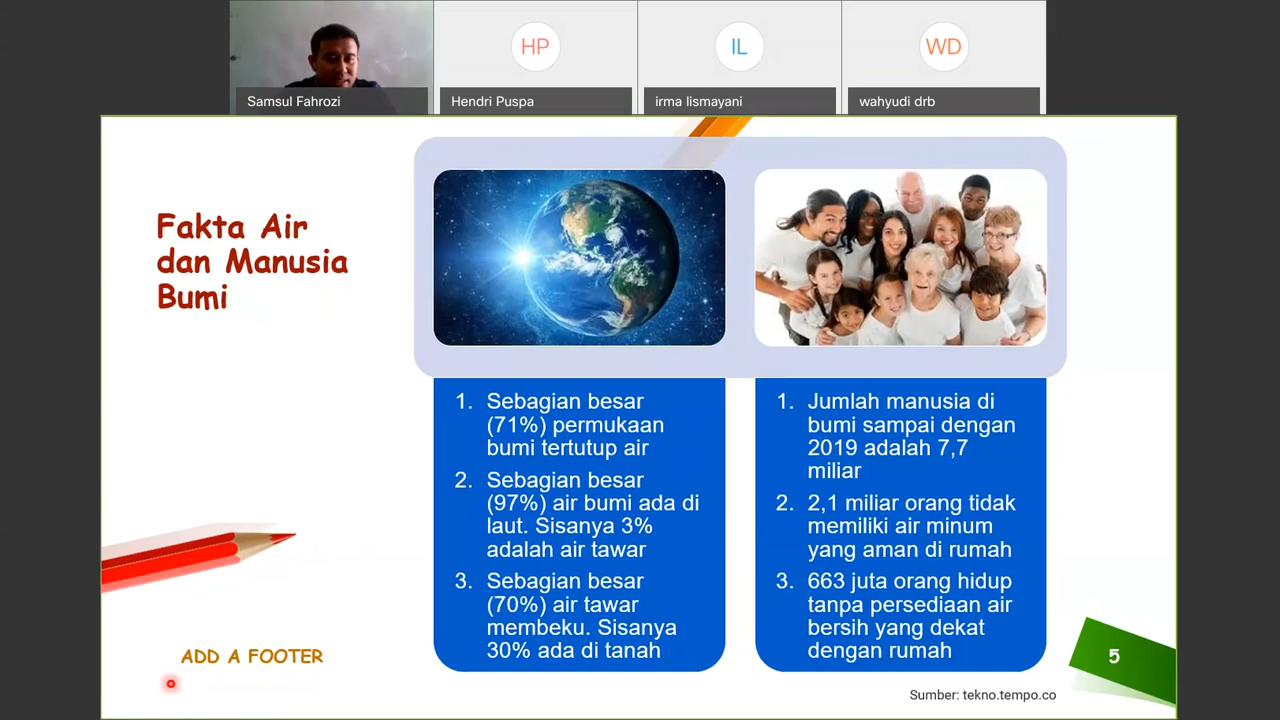 HP
IL
WD
Samsul Fahrozi
Hendri Puspa
irma lismayani
wahyudi drb
Fakta Air
dan Manusia
Bumi
1. Sebagian besar
(71%) permukaan
bumi tertutup air
2. Sebagian besar
(97%) air bumi ada di
laut. Sisanya 3%
adalah air tawar
3. Sebagian besar
(70%) air tawar
membeku. Sisanya
30% ada di tanah
1. Jumlah manusia di
bumi sampai dengan
2019 adalah 7,7
miliar
2. 2,1 miliar orang tidak
memiliki air minum
yang aman di rumah
3. 663 juta orang hidup
tanpa persediaan air
bersih yang dekat
dengan rumah
ADD A FOOTER
5
Sumber: tekno.tempo.co